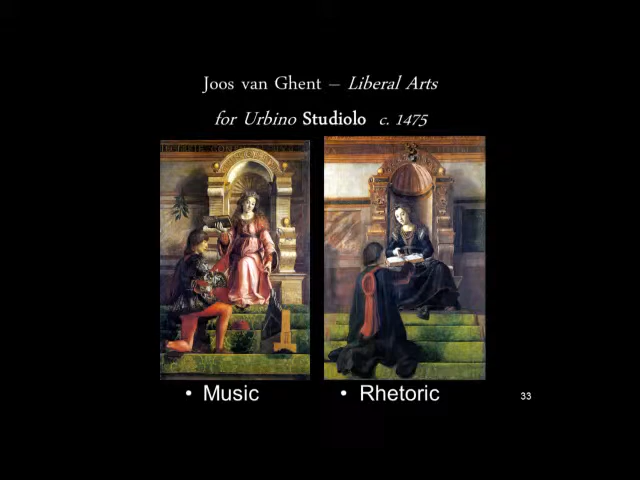 Joos van Ghent – Liberal Arts
for Urbino Studiolo c. 1475
• Music
• Rhetoric
33